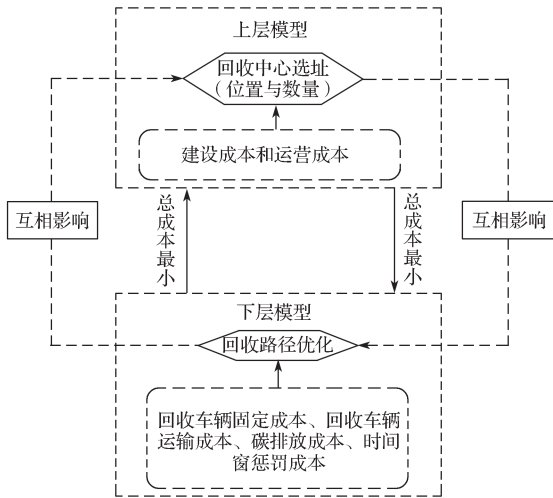 上层模型
回收中心选址
（位置与数量）
建设成本和运营成本
互相影响
总成本最小
总成本最小
互相影响
下层模型
回收路径优化
回收车辆固定成本、回收车辆
运输成本、碳排放成本、时间
窗惩罚成本